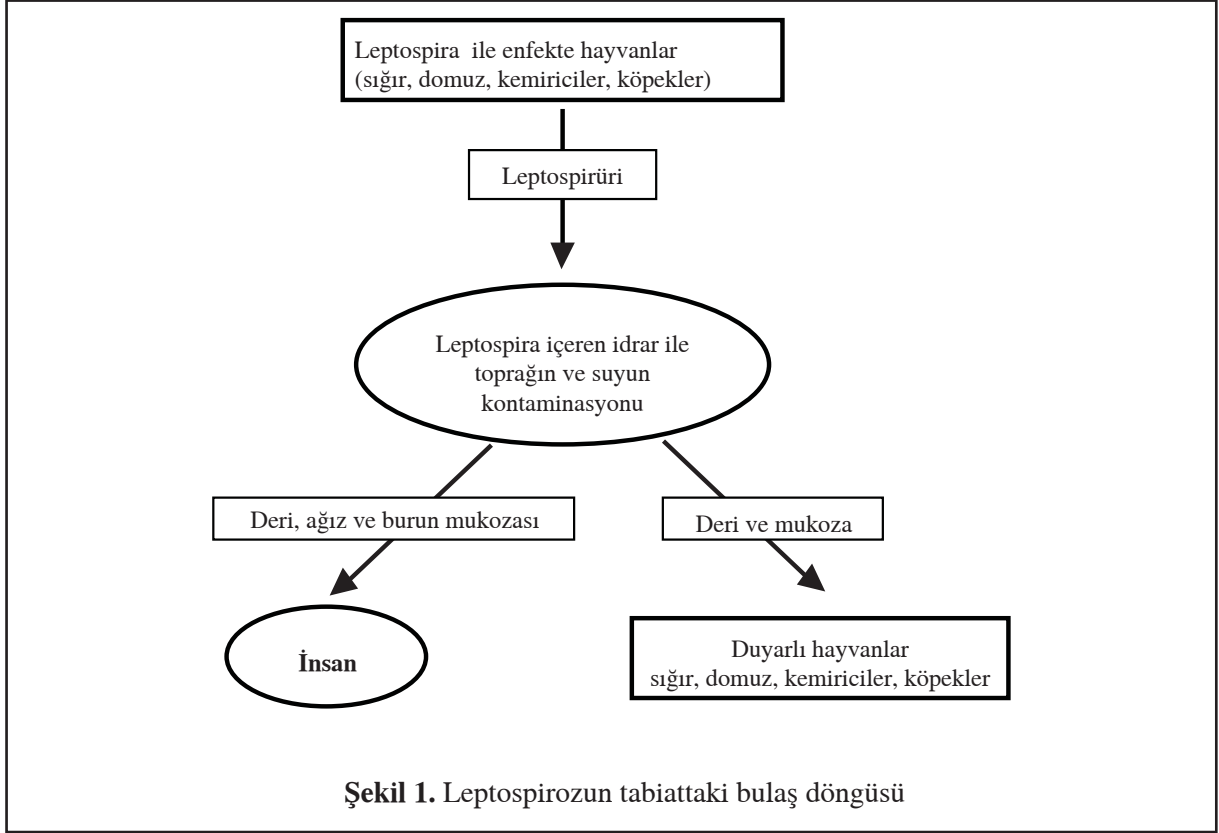 Leptospira ile enfekte hayvanlar
(sığır, domuz, kemiriciler, köpekler)
Leptospirüri
Leptospira içeren idrar ile
toprağın ve suyun
kontaminasyonu
Deri, ağız ve burun mukozası
Deri ve mukoza
İnsan
Duyarlı hayvanlar
sığır, domuz, kemiriciler, köpekler
Şekil 1. Leptospirozun tabiattaki bulaş döngüsü